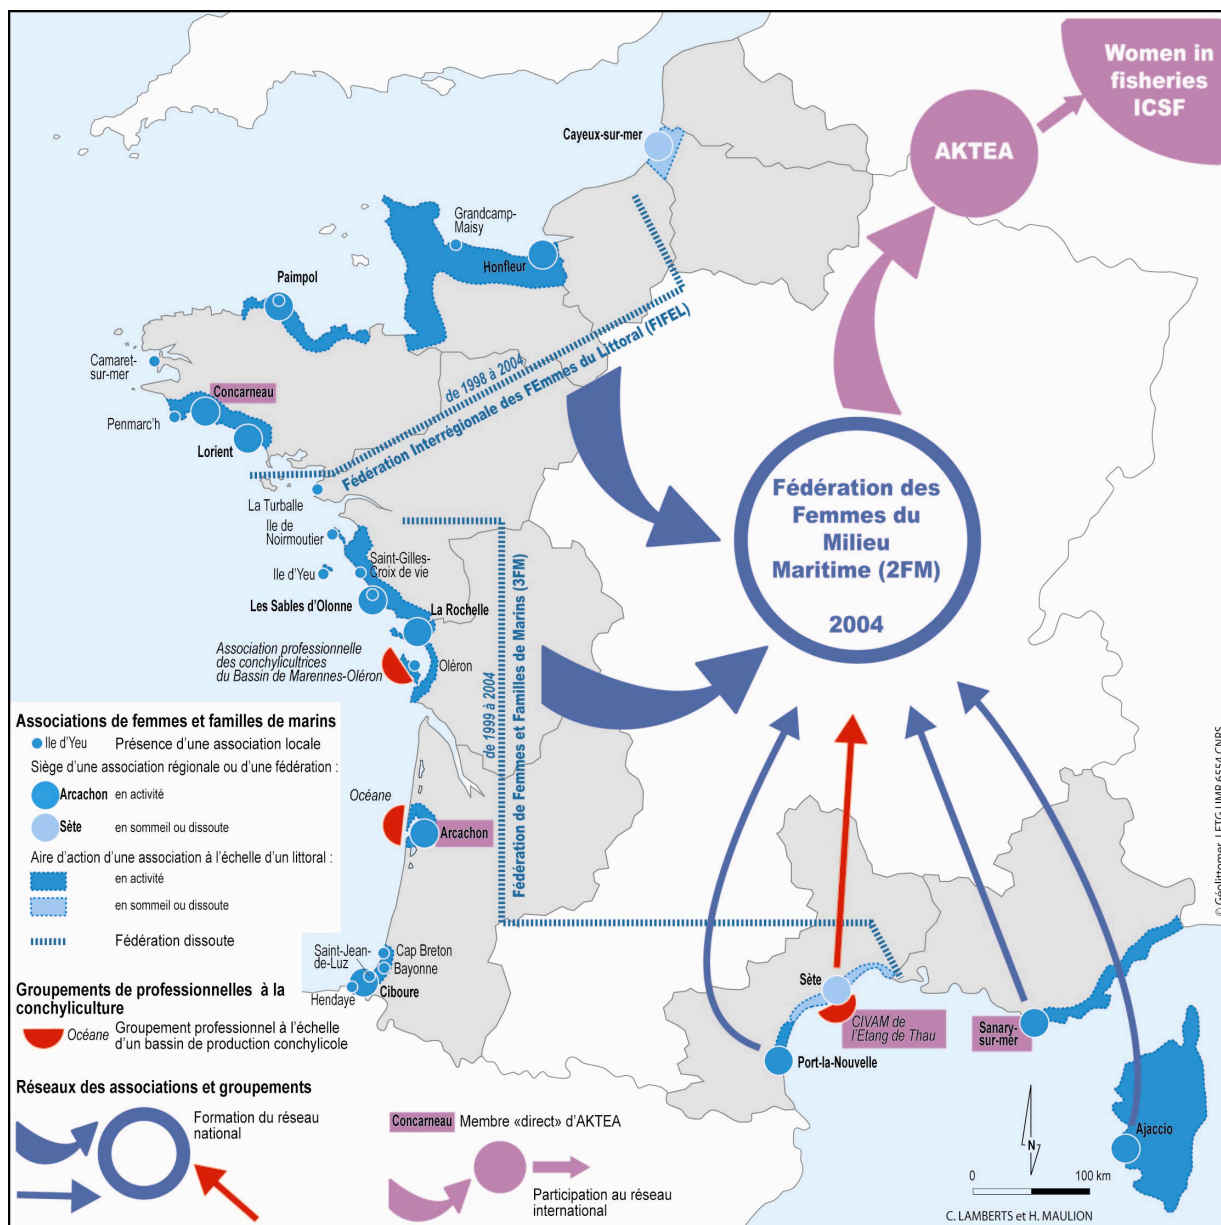 Women in
fisheries
ICSF
AKTEA
Cayeux-sur-mer
Grandcamp-
Maisy
Honfleur
Paimpol
Camaret-
sur-mer
Concarneau
Penmarc'h
Lorient
de 1998 à 2004
Fédération Interrégionale des FEmmes du Littoral (FIFEL)
La Turballe
Ile de
Noirmoutier
Ile d'Yeu
Saint-Gilles-
Croix de vie
Les Sables d'Olonne
La Rochelle
Association professionnelle
des conchylicultrices
du Bassin de Marennes-Oléron
Oléron
de 1999 à 2004
Fédération de Femmes et Familles de Marins (3FM)
Fédération des
Femmes du
Milieu
Maritime (2FM)
2004
Océane
Arcachon
Saint-Jean-
de-Luz
Cap Breton
Bayonne
Ciboure
Hendaye
Sète
CIVAM de
l'Etang de Thau
Port-la-Nouvelle
Sanary-
sur-mer
Ajaccio
Associations de femmes et familles de marins
Ile d'Yeu Présence d'une association locale
Siège d'une association régionale ou d'une fédération :
Arcachon en activité
Sète en sommeil ou dissoute
Aire d'action d'une association à l'échelle d'un littoral :
en activité
en sommeil ou dissoute
Fédération dissoute
Groupements de professionnelles à la
conchyliculture
Océane Groupement professionnel à l'échelle
d'un bassin de production conchylicole
Réseaux des associations et groupements
Formation du réseau
national
Concarneau Membre «direct» d'AKTEA
Participation au réseau
international
N
0 100 km
C. LAMBERTS et H. MAULION
© Géolittomer, LETG UMR 6554 CNRS